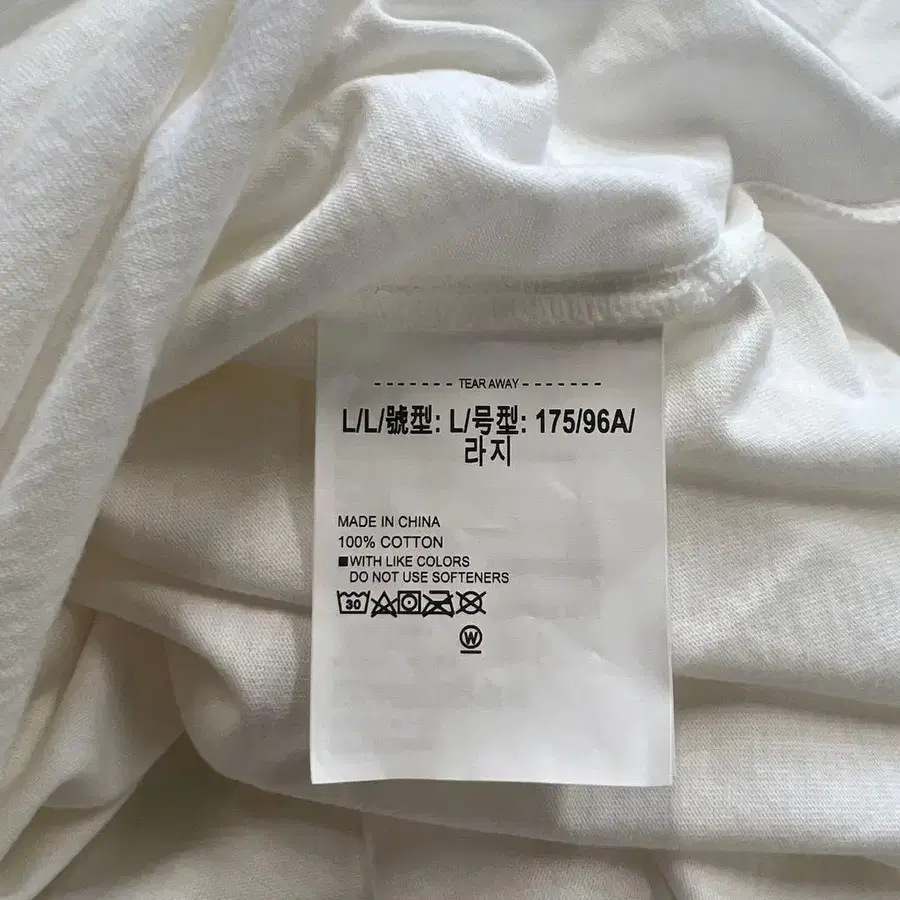 ------- TEAR AWAY -------
L/L/號型: L/号型: 175/96A/
라지
MADE IN CHINA
100% COTTON
■WITH LIKE COLORS
DO NOT USE SOFTENERS
30
W